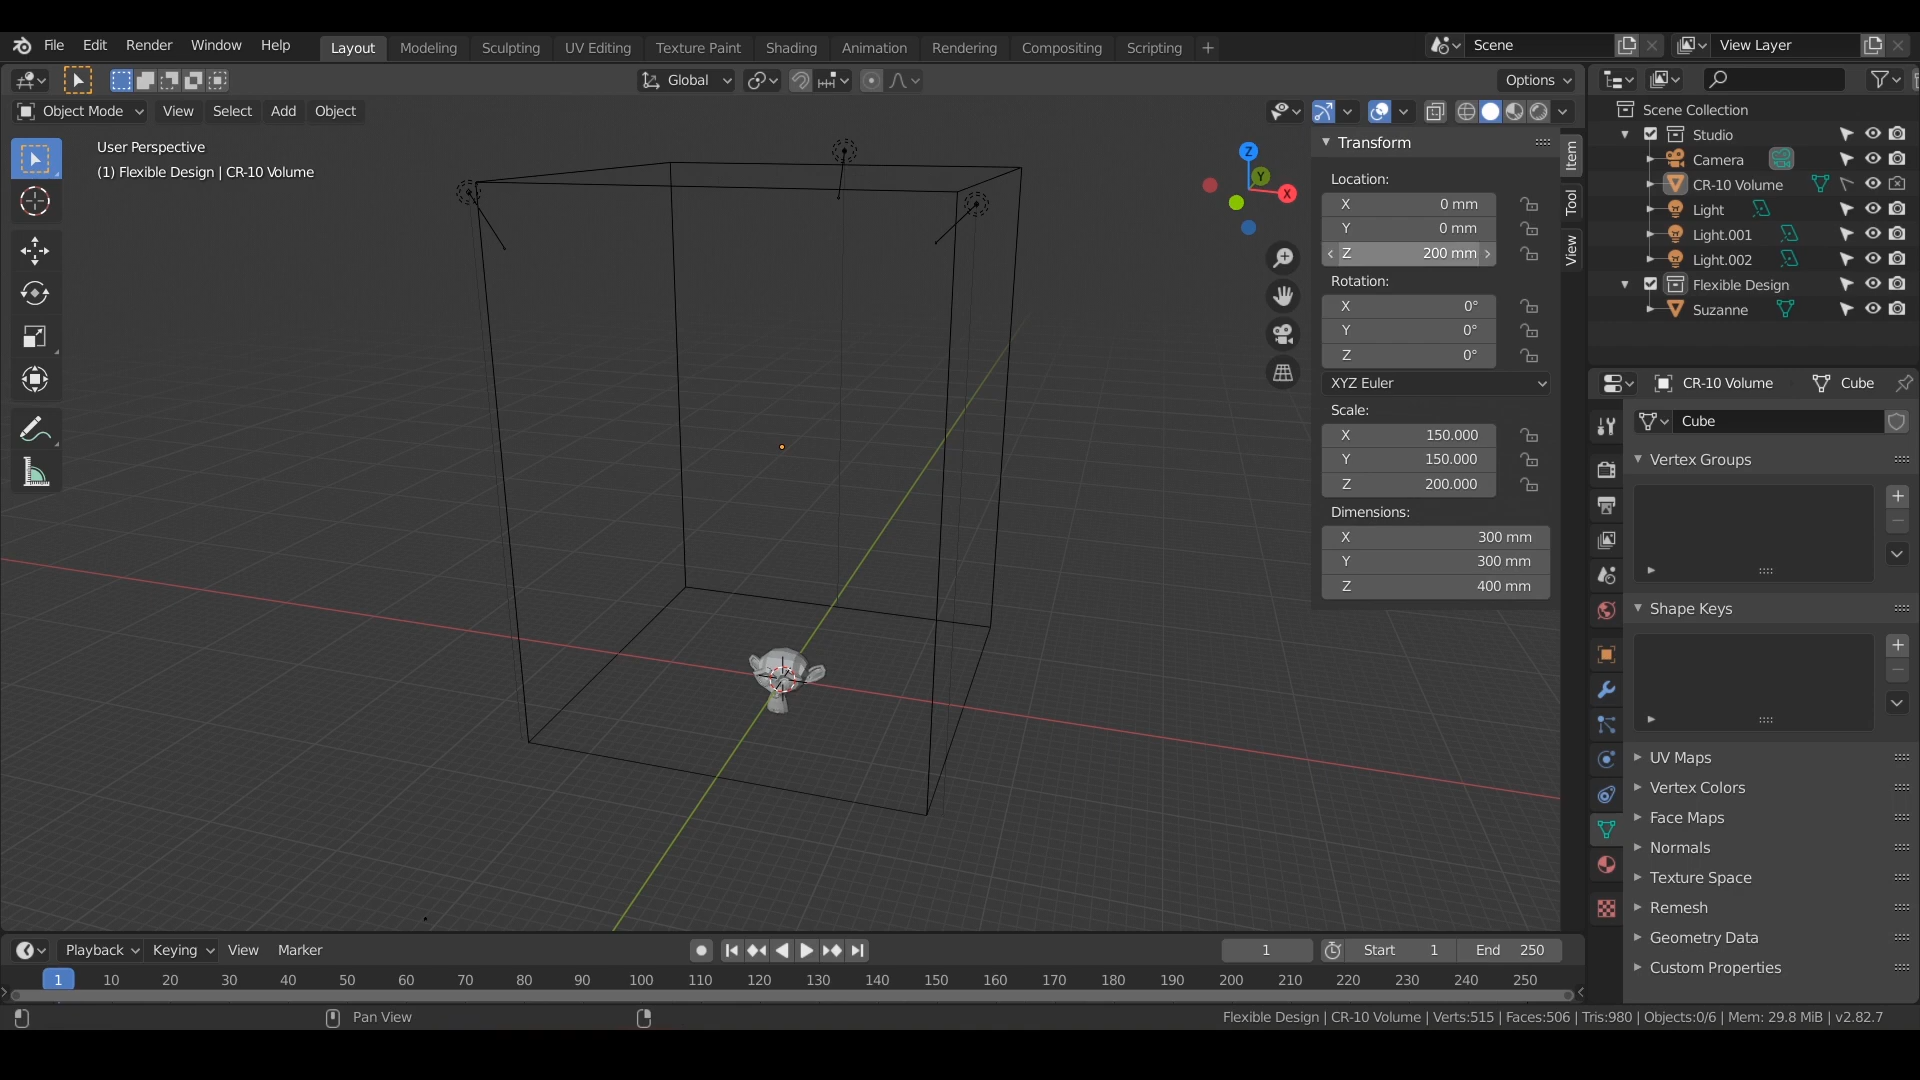 File Edit Render Window Help Layout Modeling Sculpting UV Editing Texture Paint Shading Animation Rendering Compositing Scripting + Scene View Layer
Global Options
Object Mode View Select Add Object
User Perspective
(1) Flexible Design | CR-10 Volume
Z
Y
X
Transform
Location:
X 0 mm
Y 0 mm
Z 200 mm
Rotation:
X 0°
Y 0°
Z 0°
XYZ Euler
Scale:
X 150.000
Y 150.000
Z 200.000
Dimensions:
X 300 mm
Y 300 mm
Z 400 mm
Item
Tool
View
Scene Collection
Studio
Camera
CR-10 Volume
Light
Light.001
Light.002
Flexible Design
Suzanne
CR-10 Volume Cube
Cube
Vertex Groups
Shape Keys
UV Maps
Vertex Colors
Face Maps
Normals
Texture Space
Remesh
Geometry Data
Custom Properties
Playback Keying View Marker 1 Start 1 End 250
1 10 20 30 40 50 60 70 80 90 100 110 120 130 140 150 160 170 180 190 200 210 220 230 240 250
Pan View Flexible Design | CR-10 Volume | Verts:515 | Faces:506 | Tris:980 | Objects:0/6 | Mem: 29.8 MiB | v2.82.7